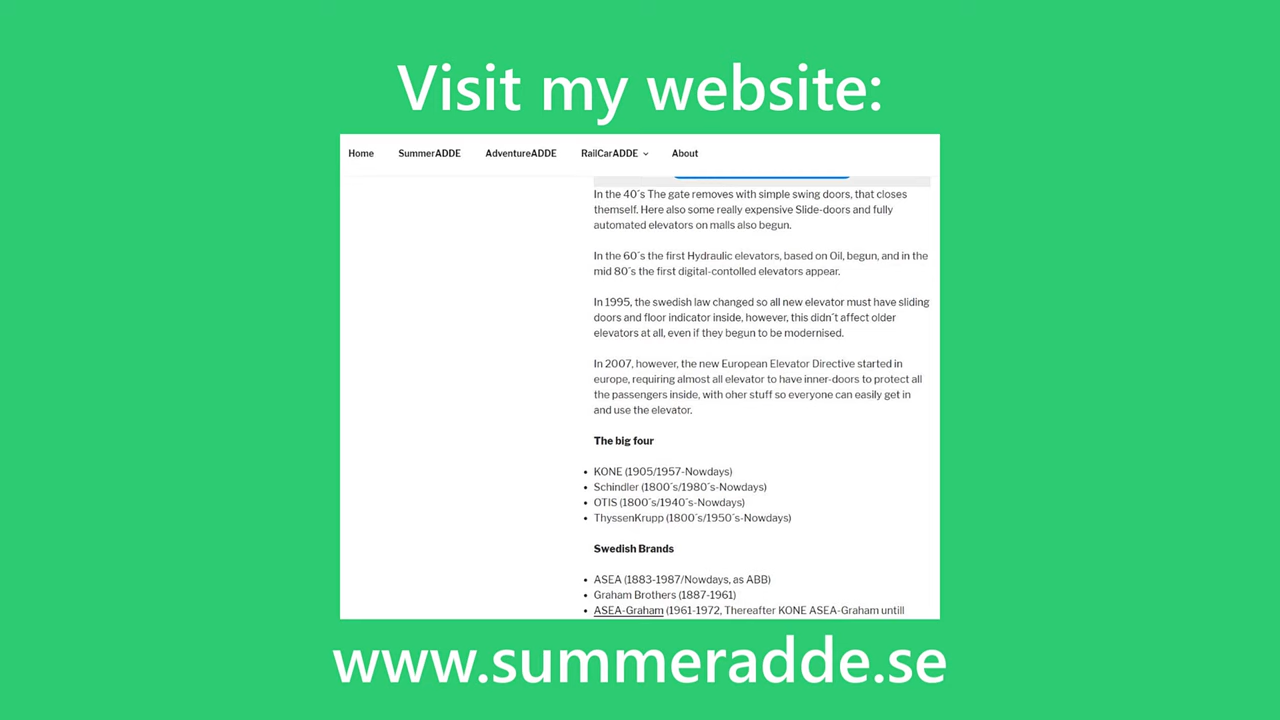 Visit my website:
Home SummerADDE AdventureADDE RailCarADDE About
In the 40´s The gate removes with simple swing doors, that closes
themself. Here also some really expensive Slide-doors and fully
automated elevators on malls also begun.
In the 60´s the first Hydraulic elevators, based on Oil, begun, and in the
mid 80´s the first digital-contolled elevators appear.
In 1995, the swedish law changed so all new elevator must have sliding
doors and floor indicator inside, however, this didn´t affect older
elevators at all, even if they begun to be modernised.
In 2007, however, the new European Elevator Directive started in
europe, requiring almost all elevator to have inner-doors to protect all
the passengers inside, with oher stuff so everyone can easily get in
and use the elevator.
The big four
• KONE (1905/1957-Nowdays)
• Schindler (1800´s/1980´s-Nowdays)
• OTIS (1800´s/1940´s-Nowdays)
• ThyssenKrupp (1800´s/1950´s-Nowdays)
Swedish Brands
• ASEA (1883-1987/Nowdays, as ABB)
• Graham Brothers (1887-1961)
• ASEA-Graham (1961-1972, Thereafter KONE ASEA-Graham untill
www.summeradde.se